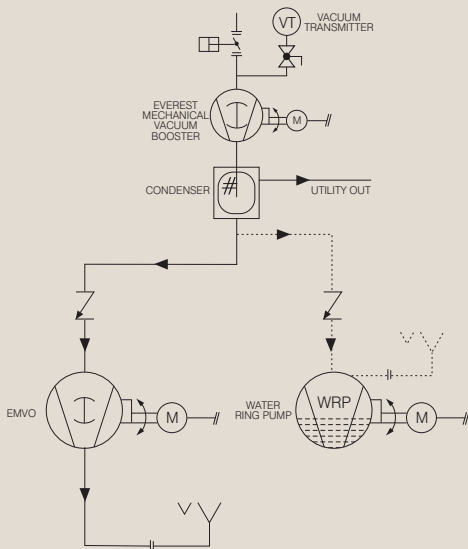 VT
VACUUM
TRANSMITTER
EVEREST
MECHANICAL
VACUUM
BOOSTER
M
CONDENSER
UTILITY OUT
EMVO
M
WATER
RING PUMP
WRP
M